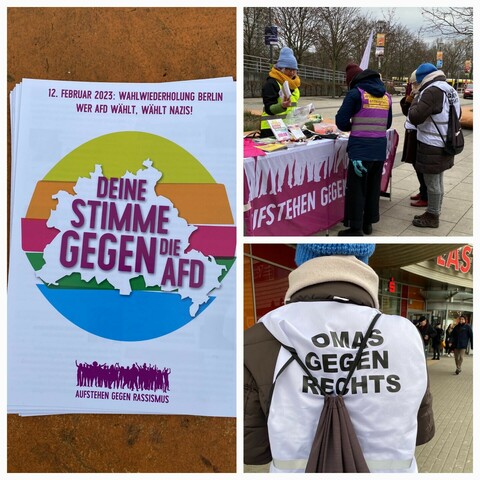 12. FEBRUAR 2023: WAHLWIEDERHOLUNG BERLIN
WER AFD WÄHLT, WÄHLT NAZIS!
DEINE
STIMME
GEGEN DIE
AFD
AUFSTEHEN GEGEN RASSISMUS
AUFSTEHEN GEGEN
OMAS
GEGEN
RECHTS
EAS